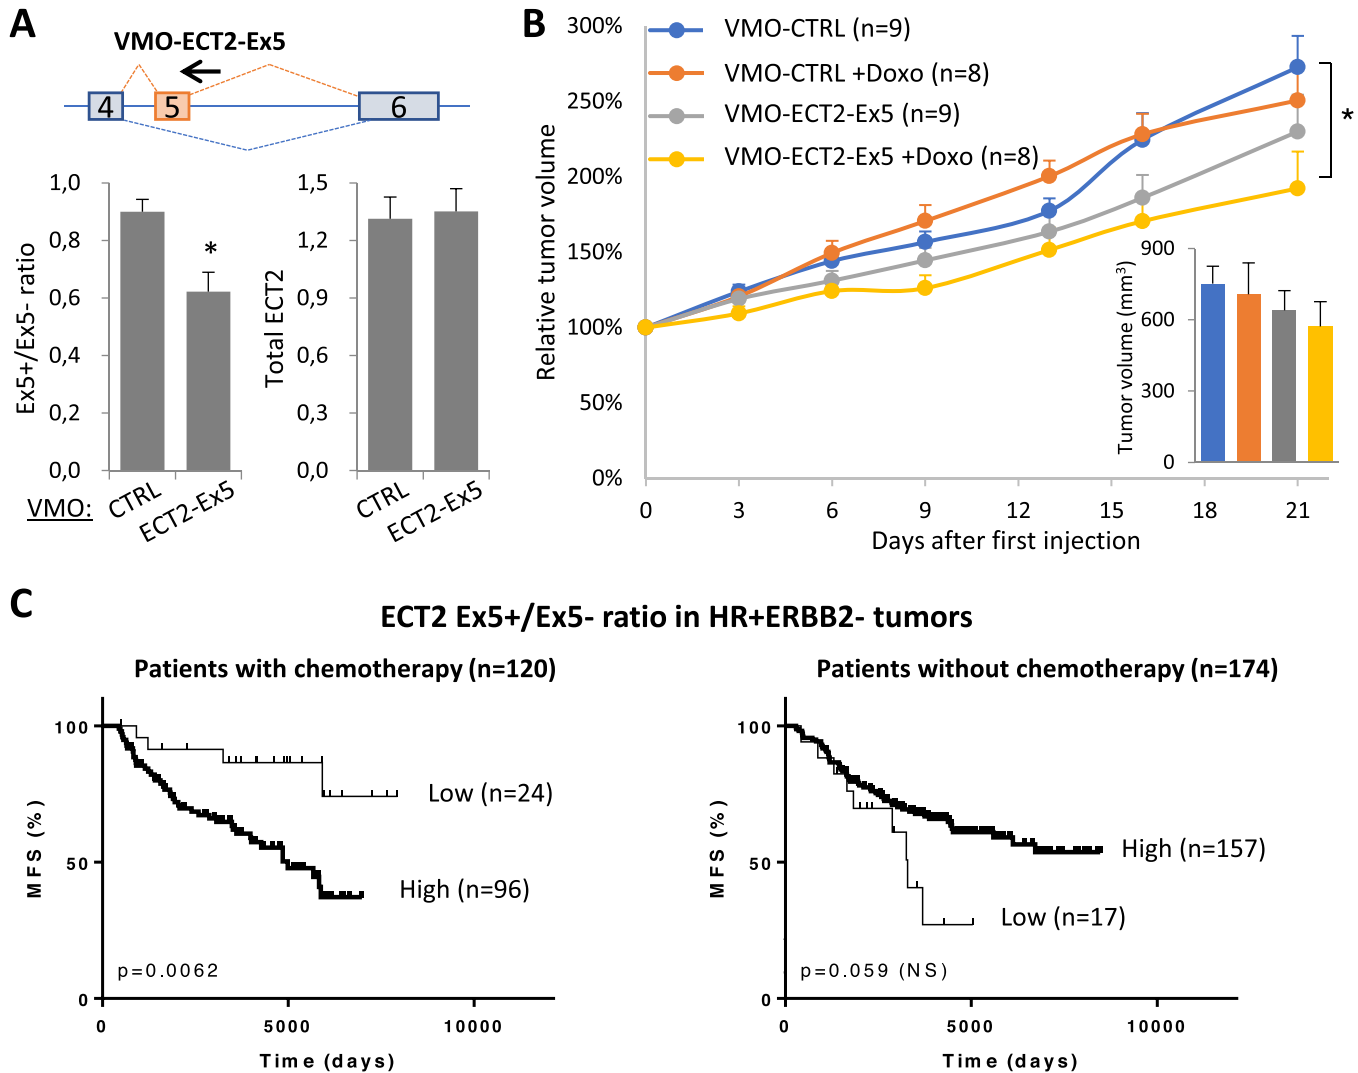 A
VMO-ECT2-Ex5
4
5
6
Ex5+/Ex5- ratio
1,0
0,8
0,6
0,4
0,2
0,0
*
VMO:
CTRL
ECT2-Ex5
Total ECT2
1,5
1,2
0,9
0,6
0,3
0,0
CTRL
ECT2-Ex5
B
VMO-CTRL (n=9)
VMO-CTRL +Doxo (n=8)
VMO-ECT2-Ex5 (n=9)
VMO-ECT2-Ex5 +Doxo (n=8)
Relative tumor volume
300%
250%
200%
150%
100%
50%
0%
0 3 6 9 12 15 18 21
Days after first injection
*
Tumor volume (mm³)
900
600
300
0
C
ECT2 Ex5+/Ex5- ratio in HR+ERBB2- tumors
Patients with chemotherapy (n=120)
MFS (%)
100
50
0
Low (n=24)
High (n=96)
p=0.0062
0 5000 10000
Time (days)
Patients without chemotherapy (n=174)
MFS (%)
100
50
0
High (n=157)
Low (n=17)
p=0.059 (NS)
0 5000 10000
Time (days)